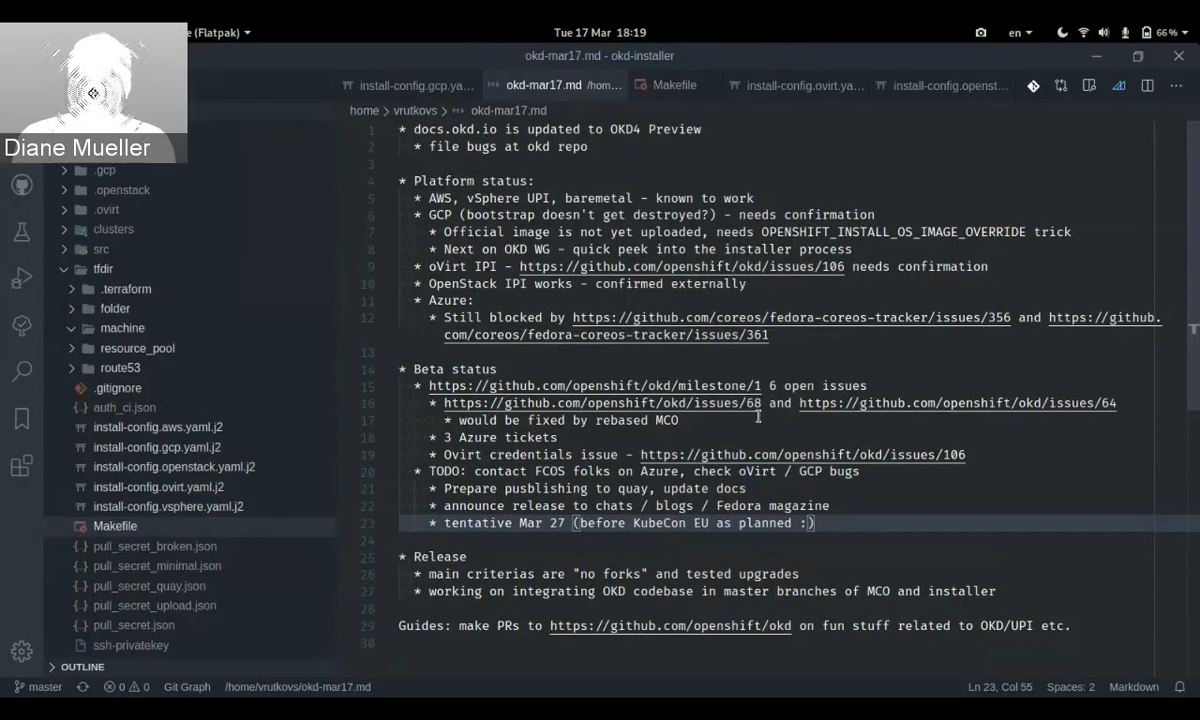 e (Flatpak)
Tue 17 Mar 18:19
en
66 %
okd-mar17.md - okd-installer
Diane Mueller
install-config.gcp.ya...
okd-mar17.md /hom...
Makefile
install-config.ovirt.ya...
install-config.openst...
home > vrutkovs > okd-mar17.md
.gcp
.openstack
.ovirt
clusters
src
tfdir
.terraform
folder
machine
resource_pool
route53
.gitignore
auth_ci.json
install-config.aws.yaml.j2
install-config.gcp.yaml.j2
install-config.openstack.yaml.j2
install-config.ovirt.yaml.j2
install-config.vsphere.yaml.j2
Makefile
pull_secret_broken.json
pull_secret_minimal.json
pull_secret_quay.json
pull_secret_upload.json
pull_secret.json
ssh-privatekey
OUTLINE
1 * docs.okd.io is updated to OKD4 Preview
2 * file bugs at okd repo
3
4 * Platform status:
5 * AWS, vSphere UPI, baremetal - known to work
6 * GCP (bootstrap doesn't get destroyed?) - needs confirmation
7 * Official image is not yet uploaded, needs OPENSHIFT_INSTALL_OS_IMAGE_OVERRIDE trick
8 * Next on OKD WG - quick peek into the installer process
9 * oVirt IPI - https://github.com/openshift/okd/issues/106 needs confirmation
10 * OpenStack IPI works - confirmed externally
11 * Azure:
12 * Still blocked by https://github.com/coreos/fedora-coreos-tracker/issues/356 and https://github.
com/coreos/fedora-coreos-tracker/issues/361
13
14 * Beta status
15 * https://github.com/openshift/okd/milestone/1 6 open issues
16 * https://github.com/openshift/okd/issues/68 and https://github.com/openshift/okd/issues/64
17 * would be fixed by rebased MCO
18 * 3 Azure tickets
19 * Ovirt credentials issue - https://github.com/openshift/okd/issues/106
20 * TODO: contact FCOS folks on Azure, check oVirt / GCP bugs
21 * Prepare pusblishing to quay, update docs
22 * announce release to chats / blogs / Fedora magazine
23 * tentative Mar 27 (before KubeCon EU as planned :)
24
25 * Release
26 * main criterias are "no forks" and tested upgrades
27 * working on integrating OKD codebase in master branches of MCO and installer
28
29 Guides: make PRs to https://github.com/openshift/okd on fun stuff related to OKD/UPI etc.
30
master
0
0
Git Graph
/home/vrutkovs/okd-mar17.md
Ln 23, Col 55
Spaces: 2
Markdown